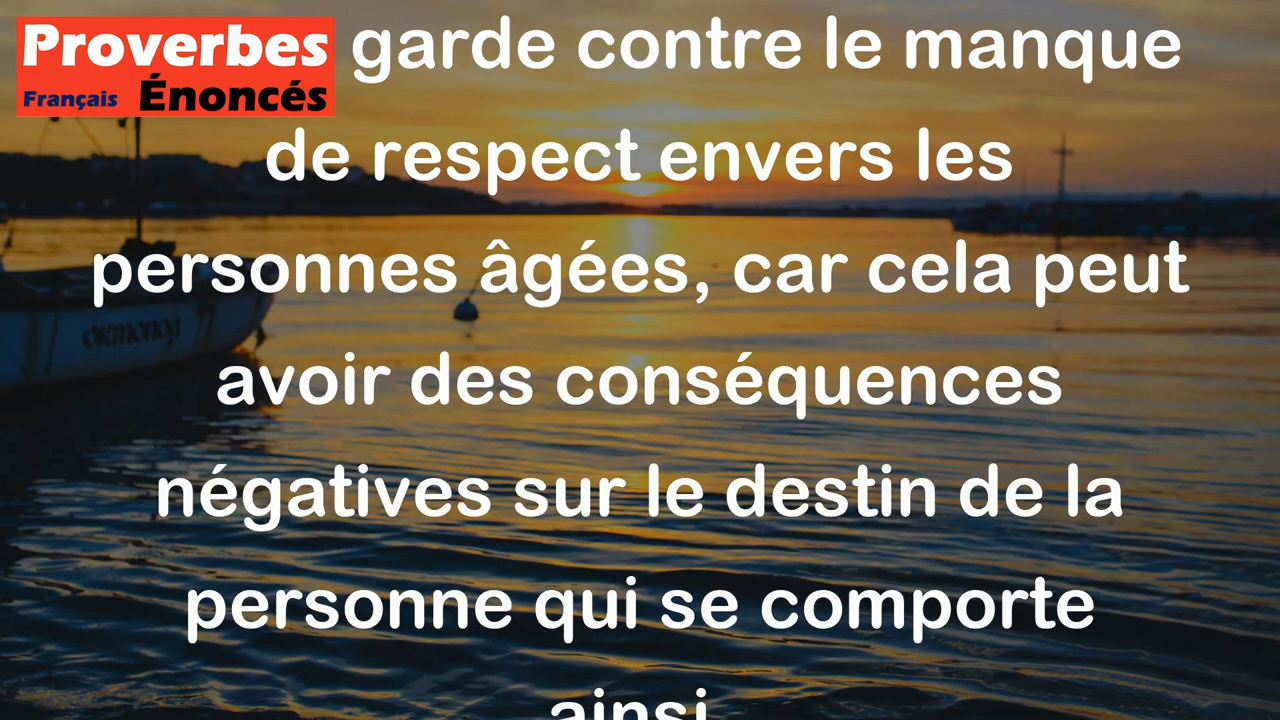 Proverbes
Français Énoncés
garde contre le manque
de respect envers les
personnes âgées, car cela peut
avoir des conséquences
négatives sur le destin de la
personne qui se comporte
ainsi